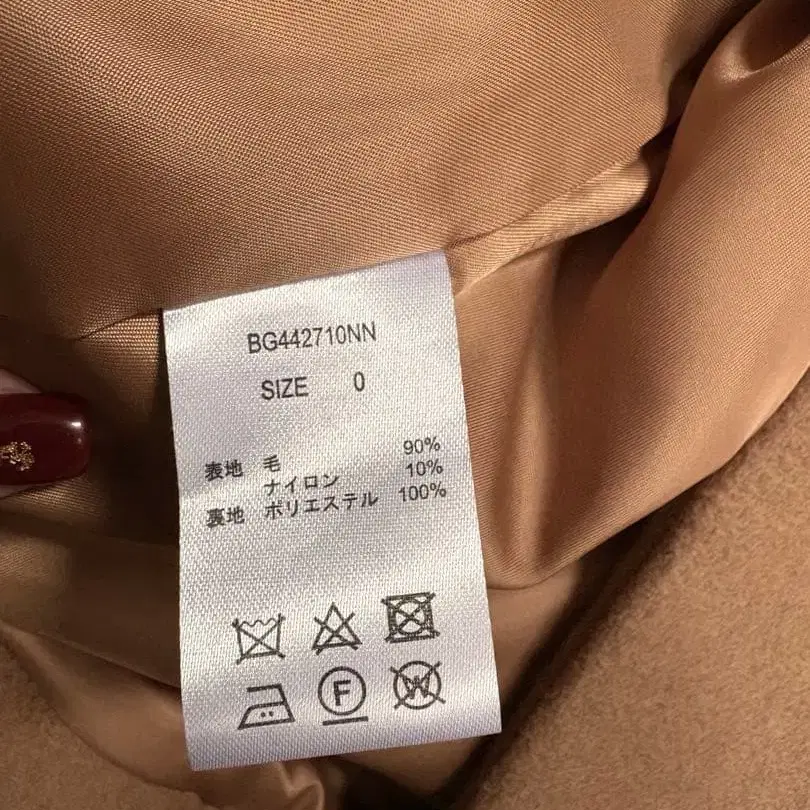 BG442710NN
SIZE 0
表地 毛 90%
ナイロン 10%
裏地 ポリエステル 100%
F
W